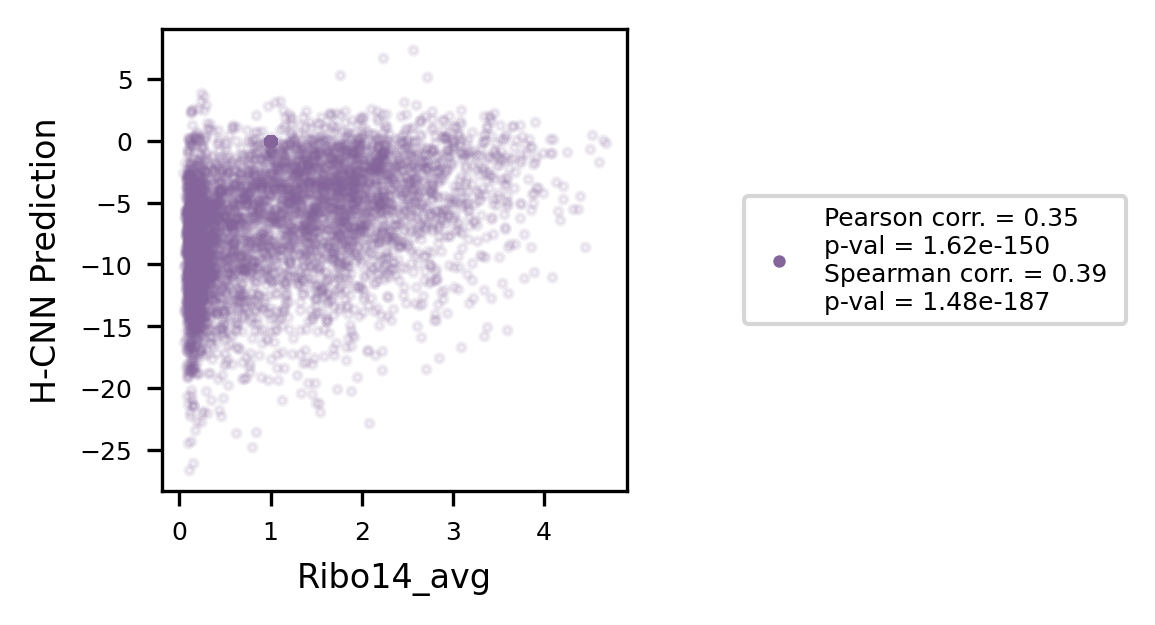 5
0
−5
−10
−15
−20
−25
H-CNN Prediction
0 1 2 3 4
Ribo14_avg
Pearson corr. = 0.35
p-val = 1.62e-150
Spearman corr. = 0.39
p-val = 1.48e-187